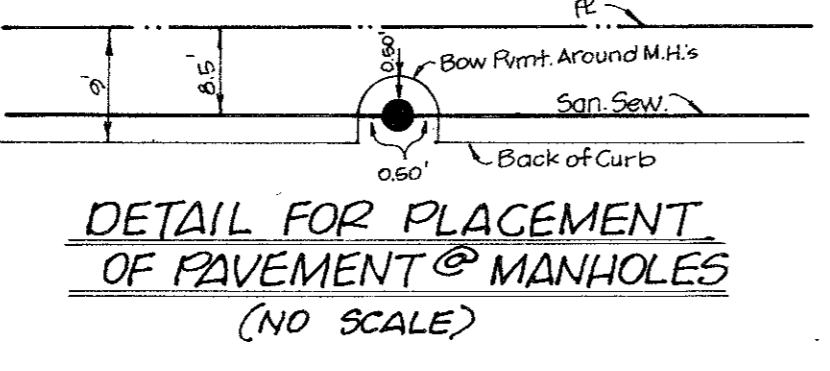 PL
9'
8.5'
0.50'
Bow Pvmt. Around M.H.'s
San. Sew.
0.50'
Back of Curb
DETAIL FOR PLACEMENT
OF PAVEMENT @ MANHOLES
(NO SCALE)